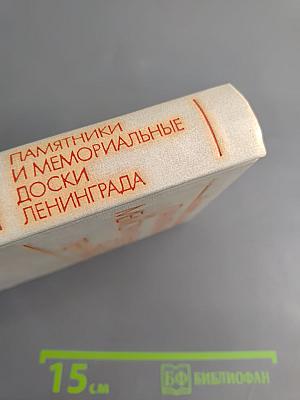 ПАМЯТНИКИ
И МЕМОРИАЛЬНЫЕ
ДОСКИ
ЛЕНИНГРАДА
15 см
БФ БИБЛИОФАН